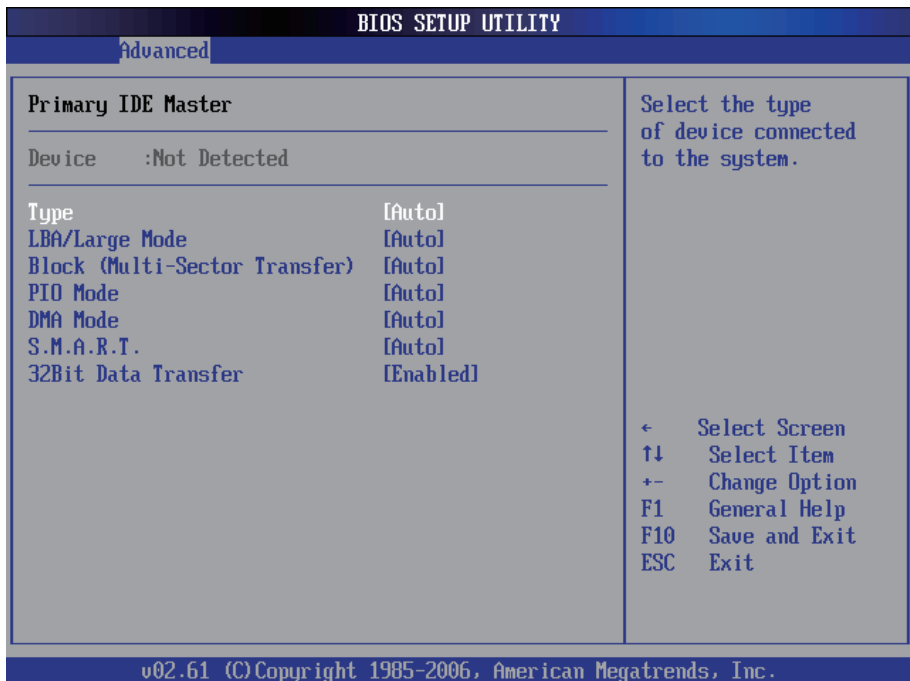 BIOS SETUP UTILITY
Advanced
Primary IDE Master
Device :Not Detected
Type [Auto]
LBA/Large Mode [Auto]
Block (Multi-Sector Transfer) [Auto]
PIO Mode [Auto]
DMA Mode [Auto]
S.M.A.R.T. [Auto]
32Bit Data Transfer [Enabled]
Select the type
of device connected
to the system.
← Select Screen
↑↓ Select Item
+- Change Option
F1 General Help
F10 Save and Exit
ESC Exit
v02.61 (C)Copyright 1985-2006, American Megatrends, Inc.